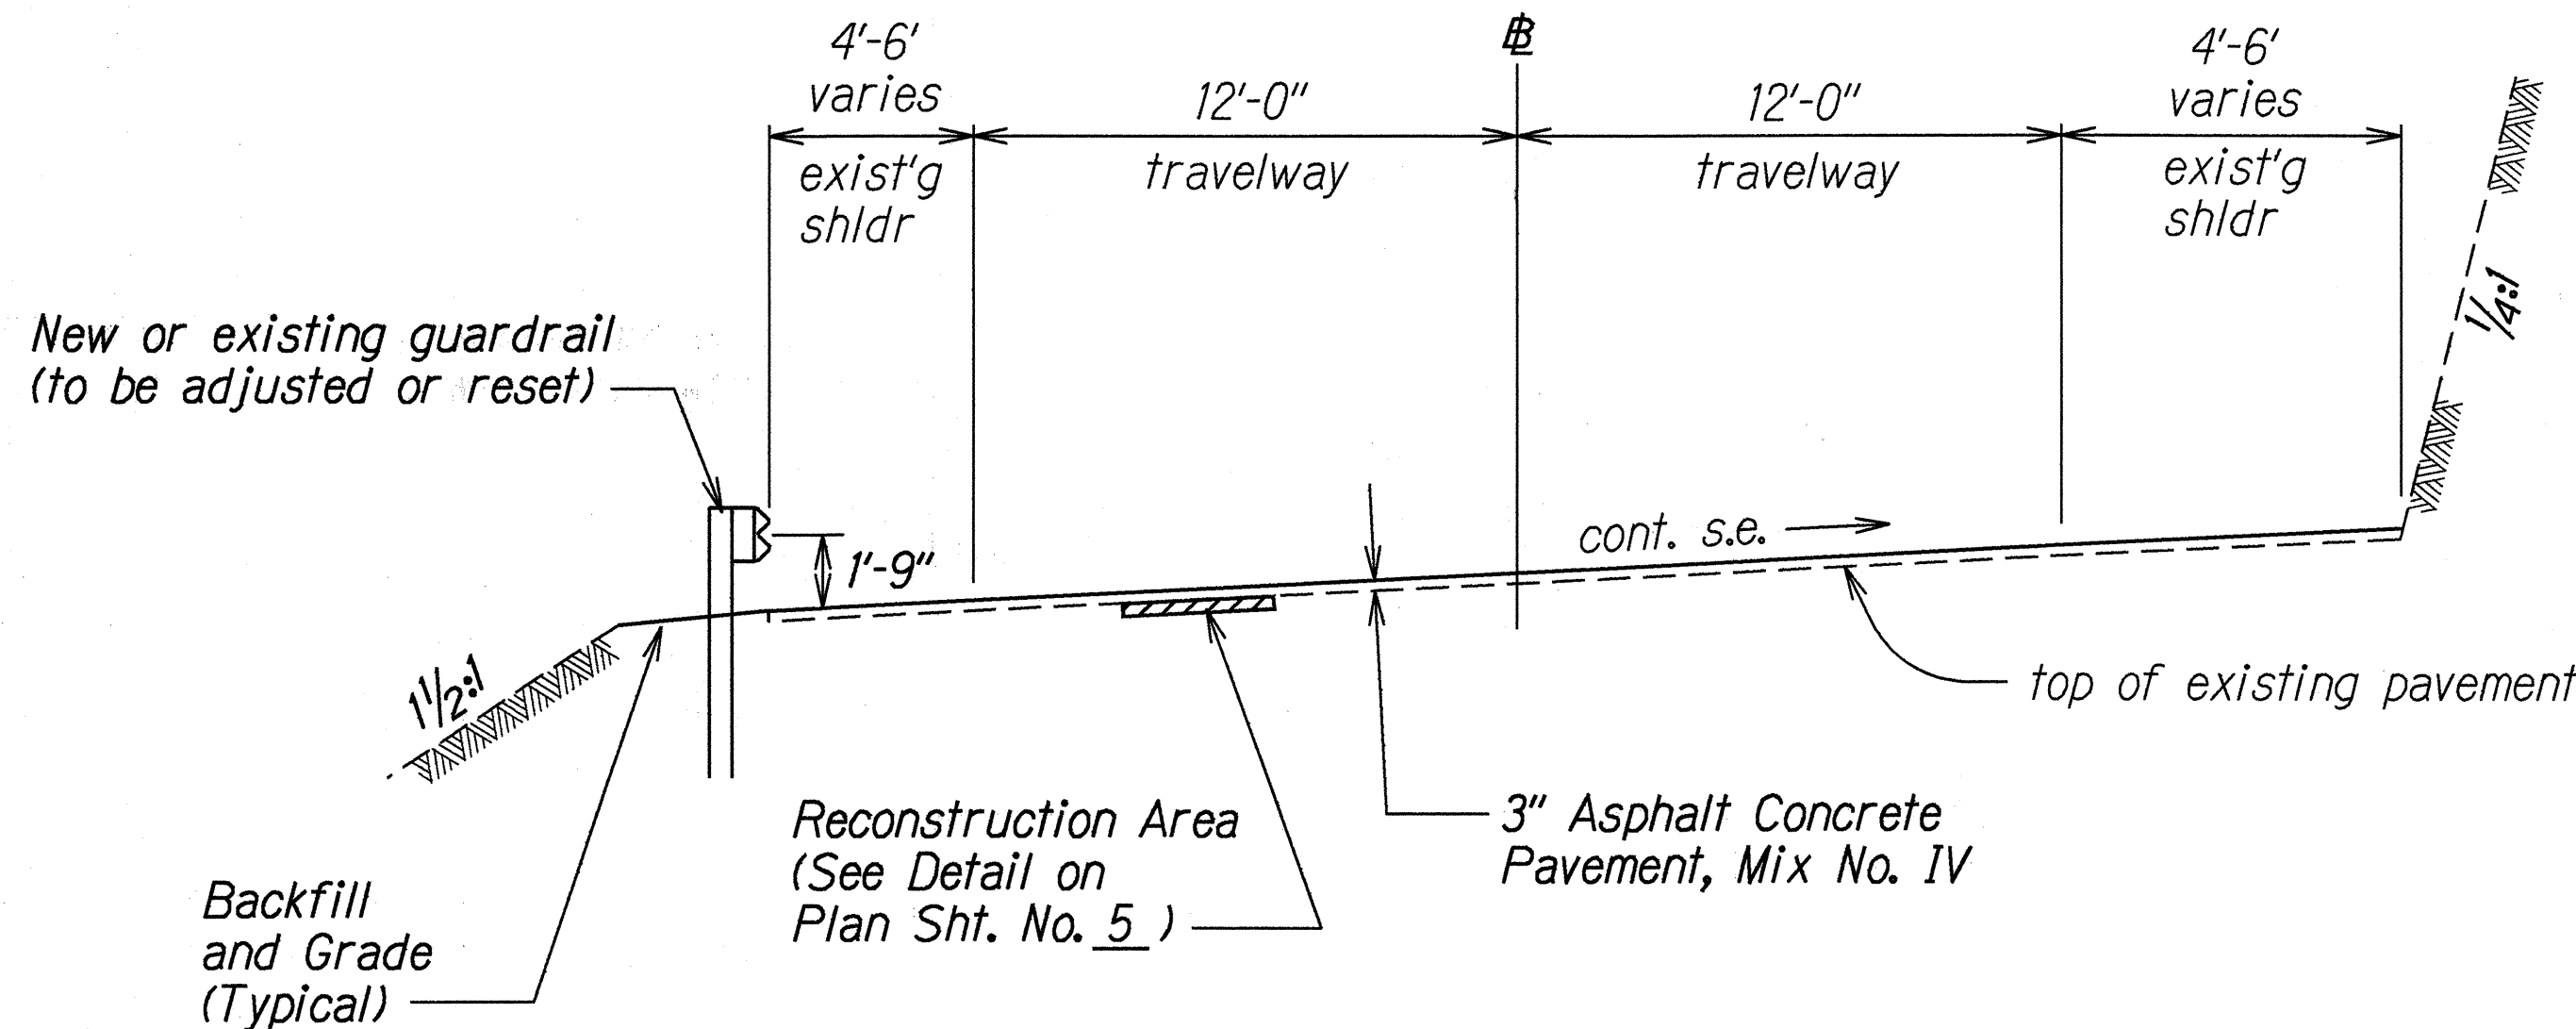 4'-6'
varies
exist'g
shldr
12'-0"
travelway
℄
12'-0"
travelway
4'-6'
varies
exist'g
shldr
1/4:1
New or existing guardrail
(to be adjusted or reset)
1'-9"
cont. s.e.
1 1/2:1
top of existing pavement
Reconstruction Area
(See Detail on
Plan Sht. No. 5 )
3" Asphalt Concrete
Pavement, Mix No. IV
Backfill
and Grade
(Typical)